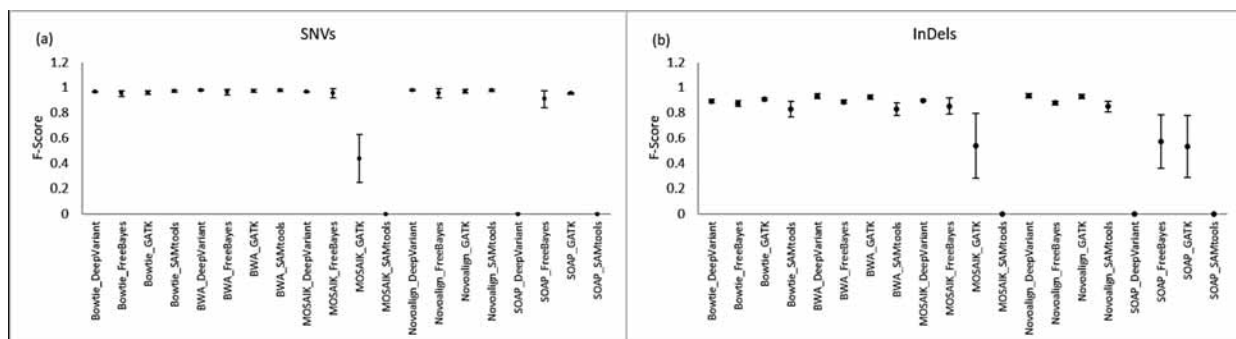 (a)
SNVs
1.2
1
0.8
0.6
0.4
0.2
0
F-Score
Bowtie_DeepVariant
Bowtie_FreeBayes
Bowtie_GATK
Bowtie_SAMtools
BWA_DeepVariant
BWA_FreeBayes
BWA_GATK
BWA_SAMtools
MOSAIK_DeepVariant
MOSAIK_FreeBayes
MOSAIK_GATK
MOSAIK_SAMtools
Novoalign_DeepVariant
Novoalign_FreeBayes
Novoalign_GATK
Novoalign_SAMtools
SOAP_DeepVariant
SOAP_FreeBayes
SOAP_GATK
SOAP_SAMtools
(b)
InDels
1.2
1
0.8
0.6
0.4
0.2
0
F-Score
Bowtie_DeepVariant
Bowtie_FreeBayes
Bowtie_GATK
Bowtie_SAMtools
BWA_DeepVariant
BWA_FreeBayes
BWA_GATK
BWA_SAMtools
MOSAIK_DeepVariant
MOSAIK_FreeBayes
MOSAIK_GATK
MOSAIK_SAMtools
Novoalign_DeepVariant
Novoalign_FreeBayes
Novoalign_GATK
Novoalign_SAMtools
SOAP_DeepVariant
SOAP_FreeBayes
SOAP_GATK
SOAP_SAMtools